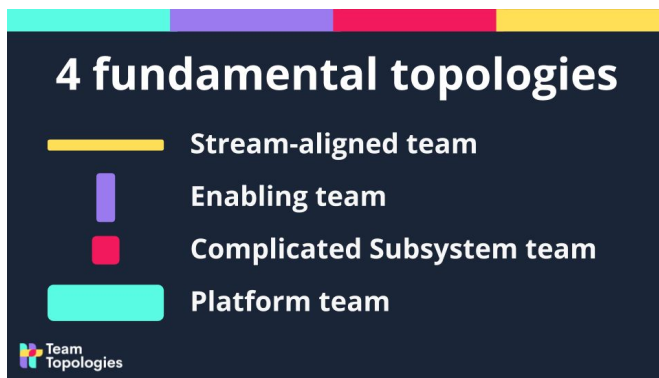 4 fundamental topologies
Stream-aligned team
Enabling team
Complicated Subsystem team
Platform team
Team
Topologies